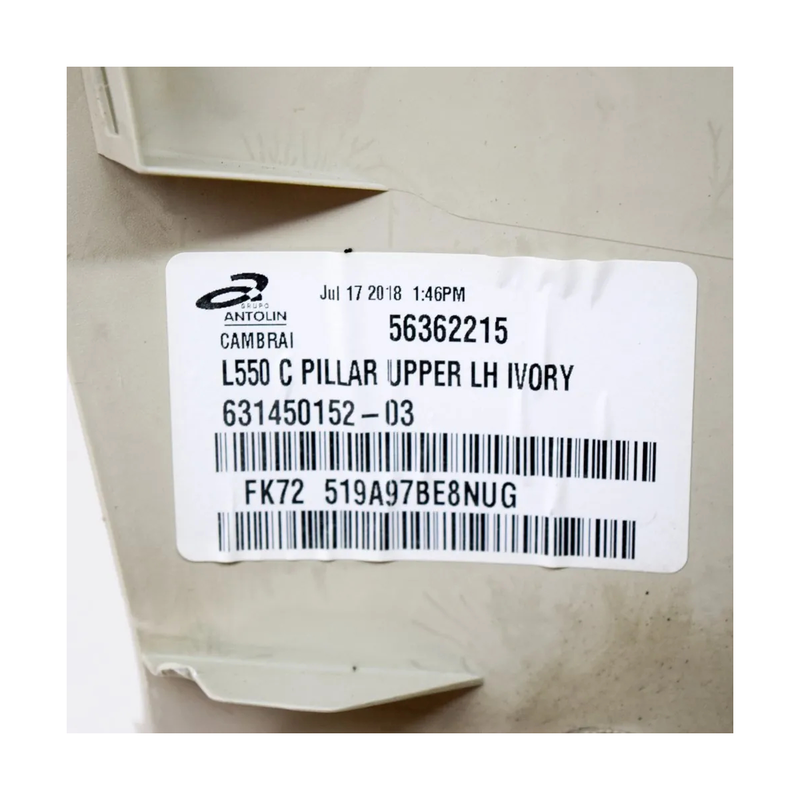 Jul 17 2018 1:46PM
GRUPO
ANTOLIN
56362215
CAMBRAI
L550 C PILLAR UPPER LH IVORY
631450152-03
FK72 519A97BE8NUG